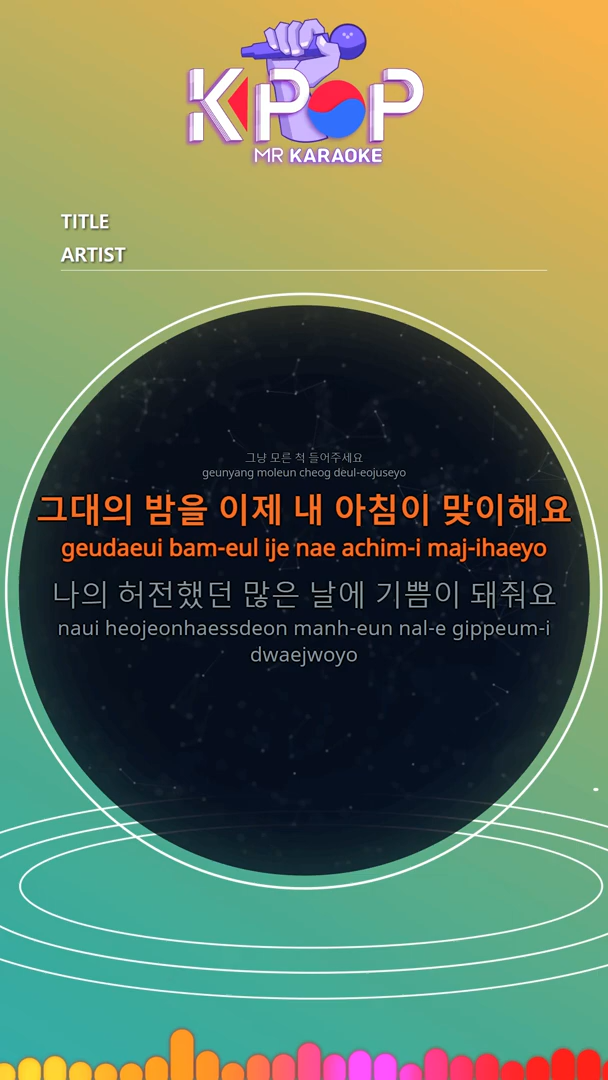 KPOP
MR KARAOKE
TITLE
ARTIST
그냥 모른 척 들어주세요
geunyang moleun cheog deul-eojuseyo
그대의 밤을 이제 내 아침이 맞이해요
geudaeui bam-eul ije nae achim-i maj-ihaeyo
나의 허전했던 많은 날에 기쁨이 돼줘요
naui heojeonhaessdeon manh-eun nal-e gippeum-i
dwaejwoyo